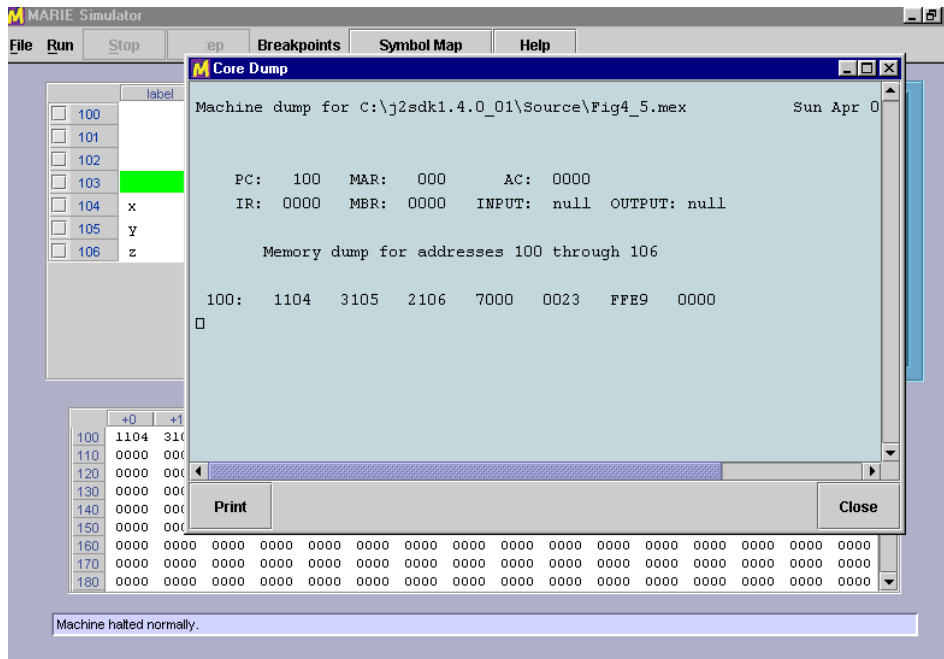 MARIE Simulator
File Run Stop Breakpoints Symbol Map Help
Core Dump
label
Machine dump for C:\j2sdk1.4.0_01\Source\Fig4_5.mex Sun Apr 0
100
101
102
103
104 x
105 y
106 z
PC: 100 MAR: 000 AC: 0000
IR: 0000 MBR: 0000 INPUT: null OUTPUT: null
Memory dump for addresses 100 through 106
100: 1104 3105 2106 7000 0023 FFE9 0000
Print Close
+0 +1
100 1104
110 0000
120 0000
130 0000
140 0000
150 0000
160 0000 0000 0000 0000 0000 0000 0000 0000 0000 0000 0000 0000 0000 0000 0000 0000
170 0000 0000 0000 0000 0000 0000 0000 0000 0000 0000 0000 0000 0000 0000 0000 0000
180 0000 0000 0000 0000 0000 0000 0000 0000 0000 0000 0000 0000 0000 0000 0000 0000
Machine halted normally.